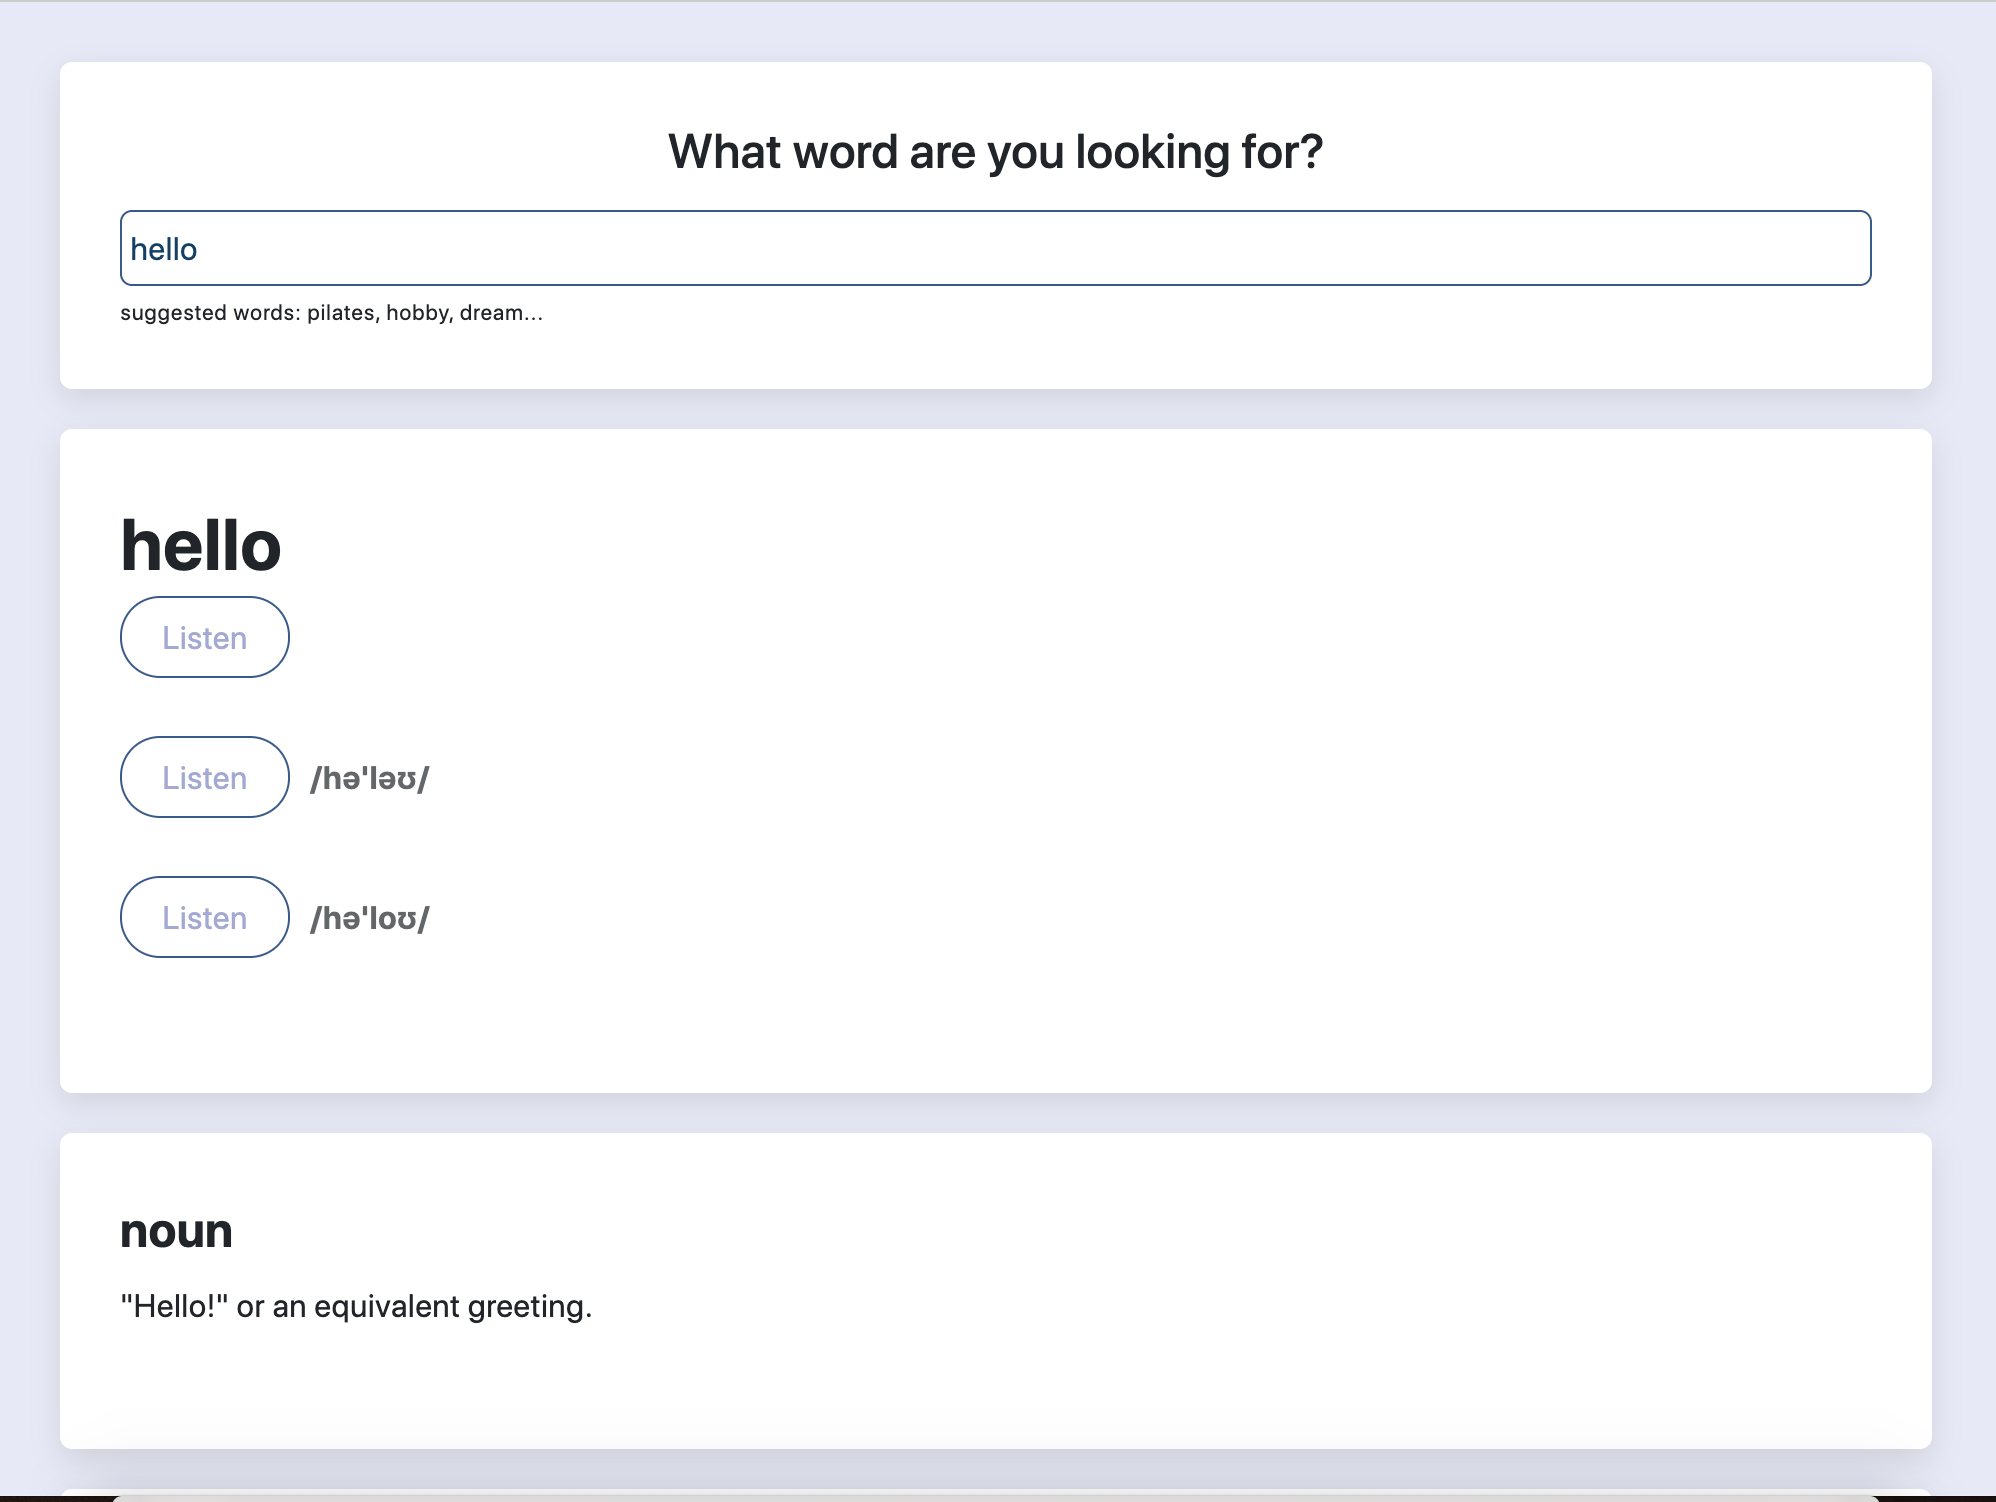 What word are you looking for?
hello
suggested words: pilates, hobby, dream...
hello
Listen
Listen /hə'ləʊ/
Listen /hə'loʊ/
noun
"Hello!" or an equivalent greeting.